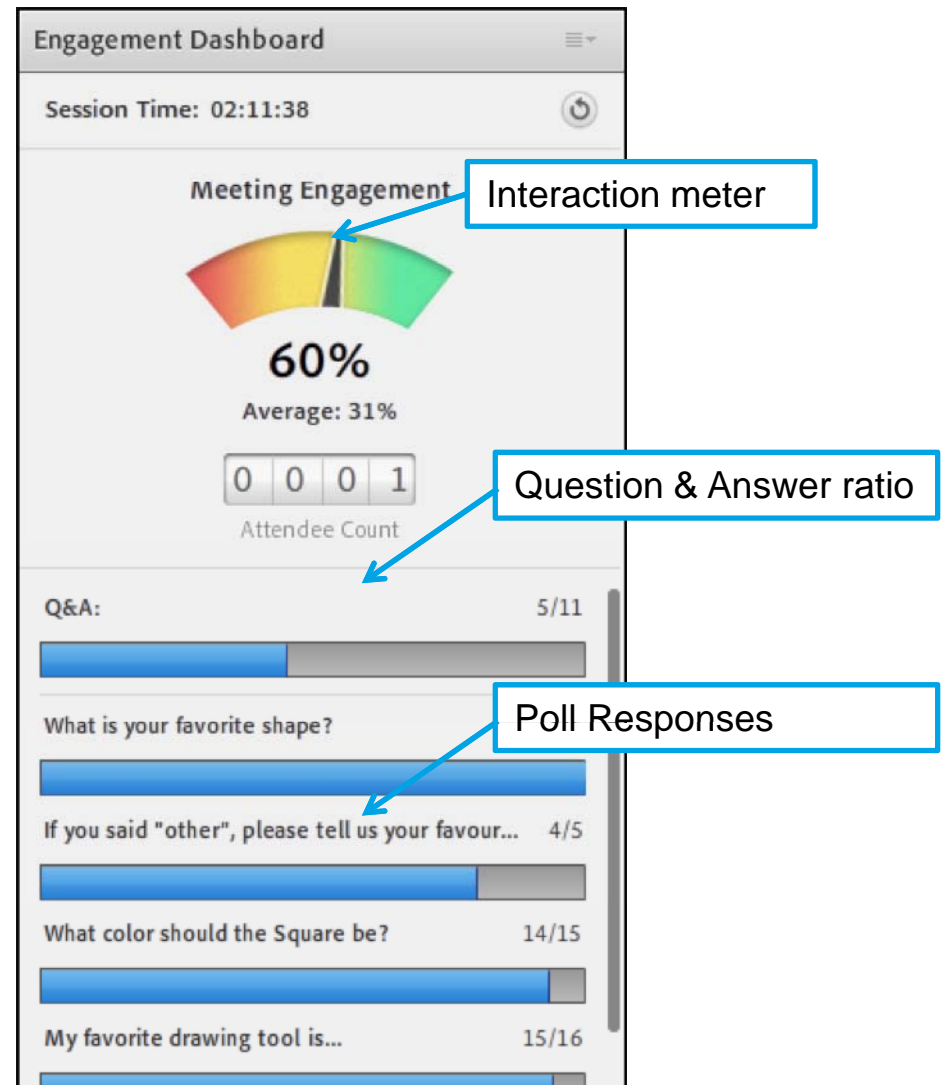 Engagement Dashboard
Session Time: 02:11:38
Meeting Engagement
Interaction meter
60%
Average: 31%
0 0 0 1
Attendee Count
Question & Answer ratio
Q&A: 5/11
What is your favorite shape?
Poll Responses
If you said "other", please tell us your favour... 4/5
What color should the Square be? 14/15
My favorite drawing tool is... 15/16